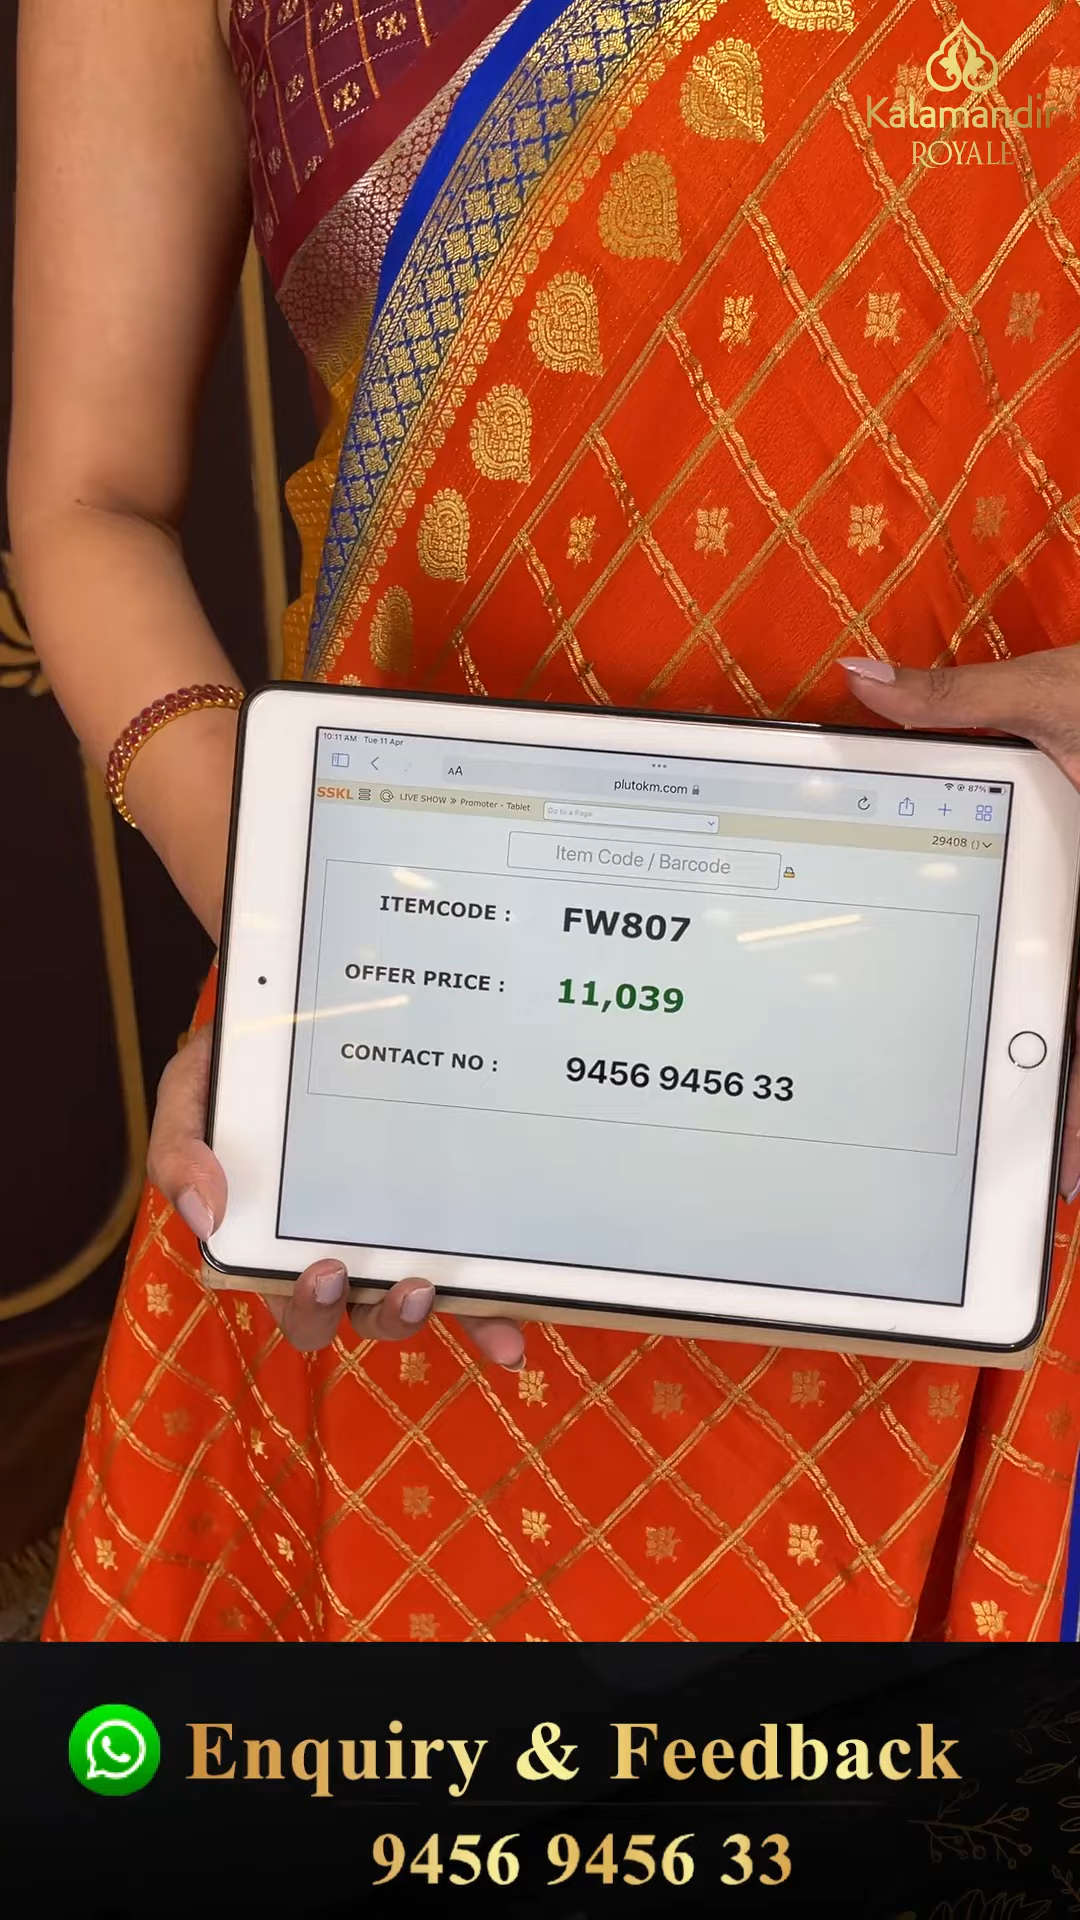 Kalamandir
ROYALE
10:11 AM Tue 11 Apr
87%
AA
plutokm.com
SSKL LIVE SHOW » Promoter - Tablet Go to a Page
29408 ()
Item Code / Barcode
ITEMCODE : FW807
OFFER PRICE : 11,039
CONTACT NO : 9456 9456 33
Enquiry & Feedback
9456 9456 33